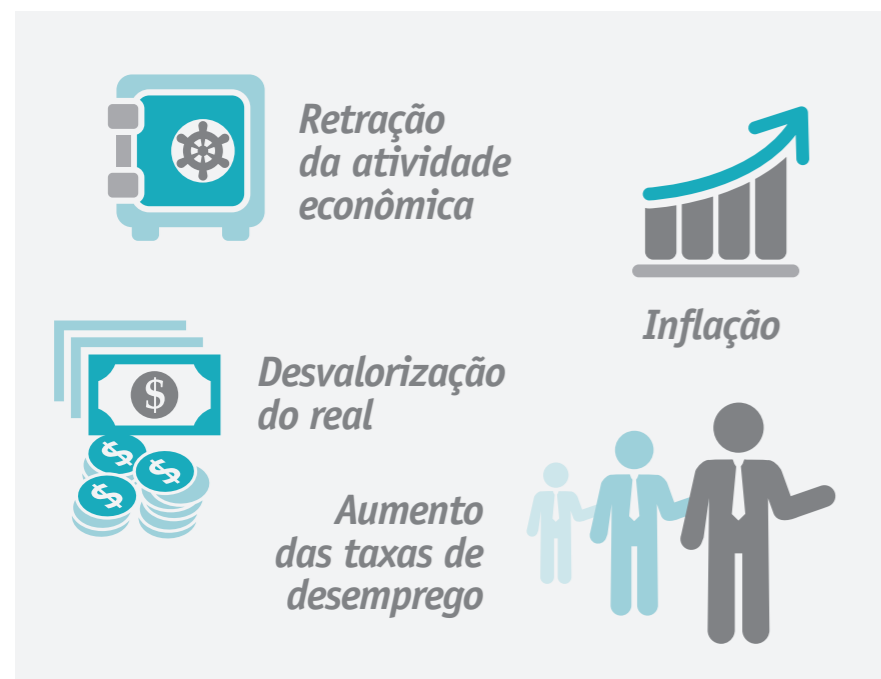 Retração
da atividade
econômica
Inflação
Desvalorização
do real
$
$
$
$
Aumento
das taxas de
desemprego